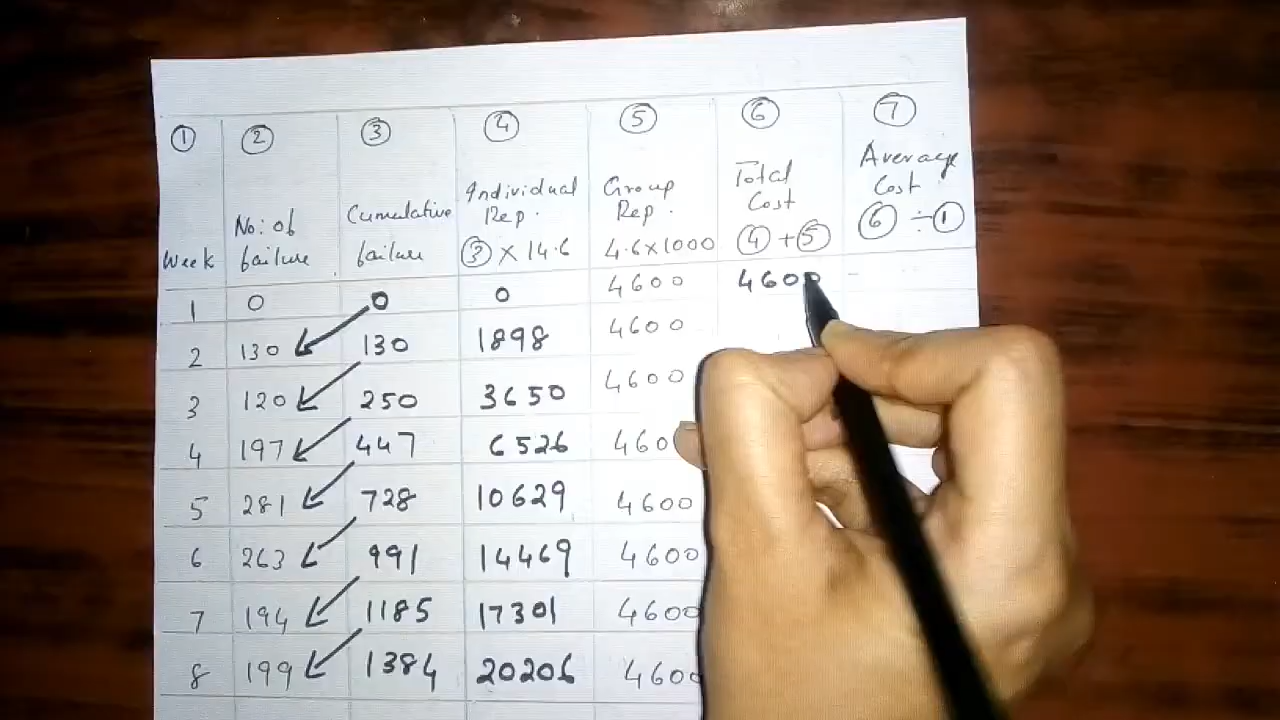 ① ② ③ ④ ⑤ ⑥ ⑦
Week
No: of
failure
Cumulative
failure
Individual
Rep.
③ × 14.6
Group
Rep.
4.6×1000
Total
Cost
④ + ⑤
Average
Cost
⑥ ÷ ①
1 0 0 0 4600 4600
2 130 130 1898 4600
3 120 250 3650 4600
4 197 447 6526 460
5 281 728 10629 4600
6 263 991 14469 4600
7 194 1185 17301 4600
8 199 1384 20206 4600